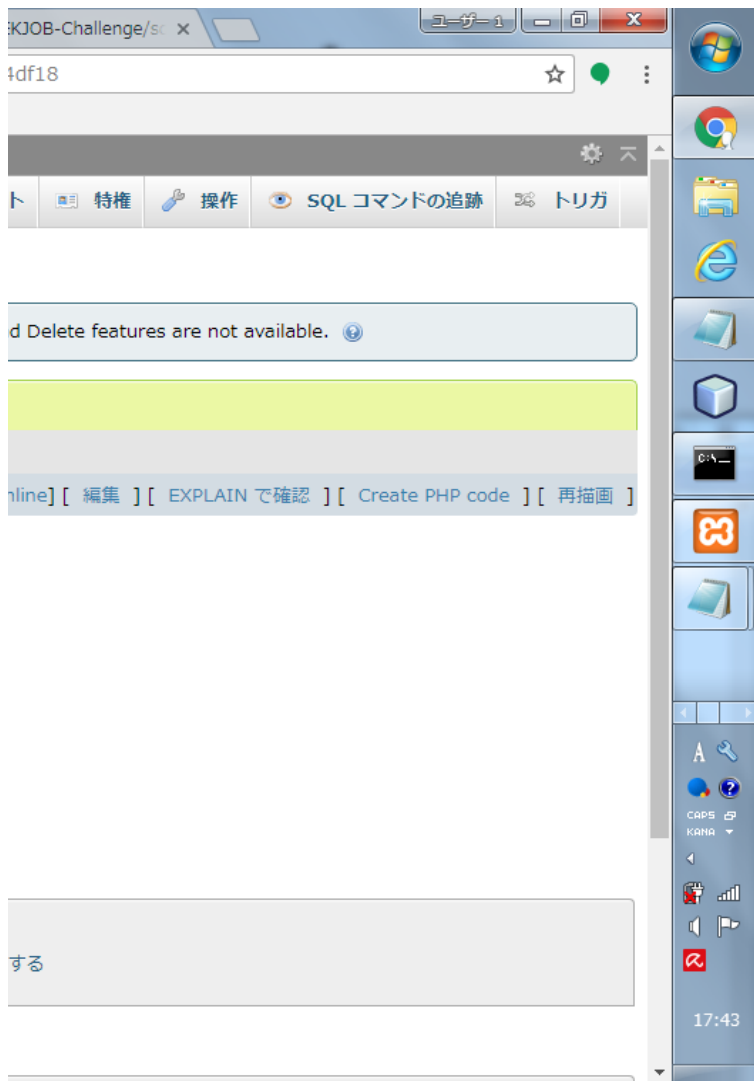 EKJOB-Challenge/sc
ユーザー 1
4df18
ト 特権 操作 SQL コマンドの追跡 トリガ
d Delete features are not available.
C:\
nline] [ 編集 ] [ EXPLAIN で確認 ] [ Create PHP code ] [ 再描画 ]
A
CAPS
KANA
する
17:43